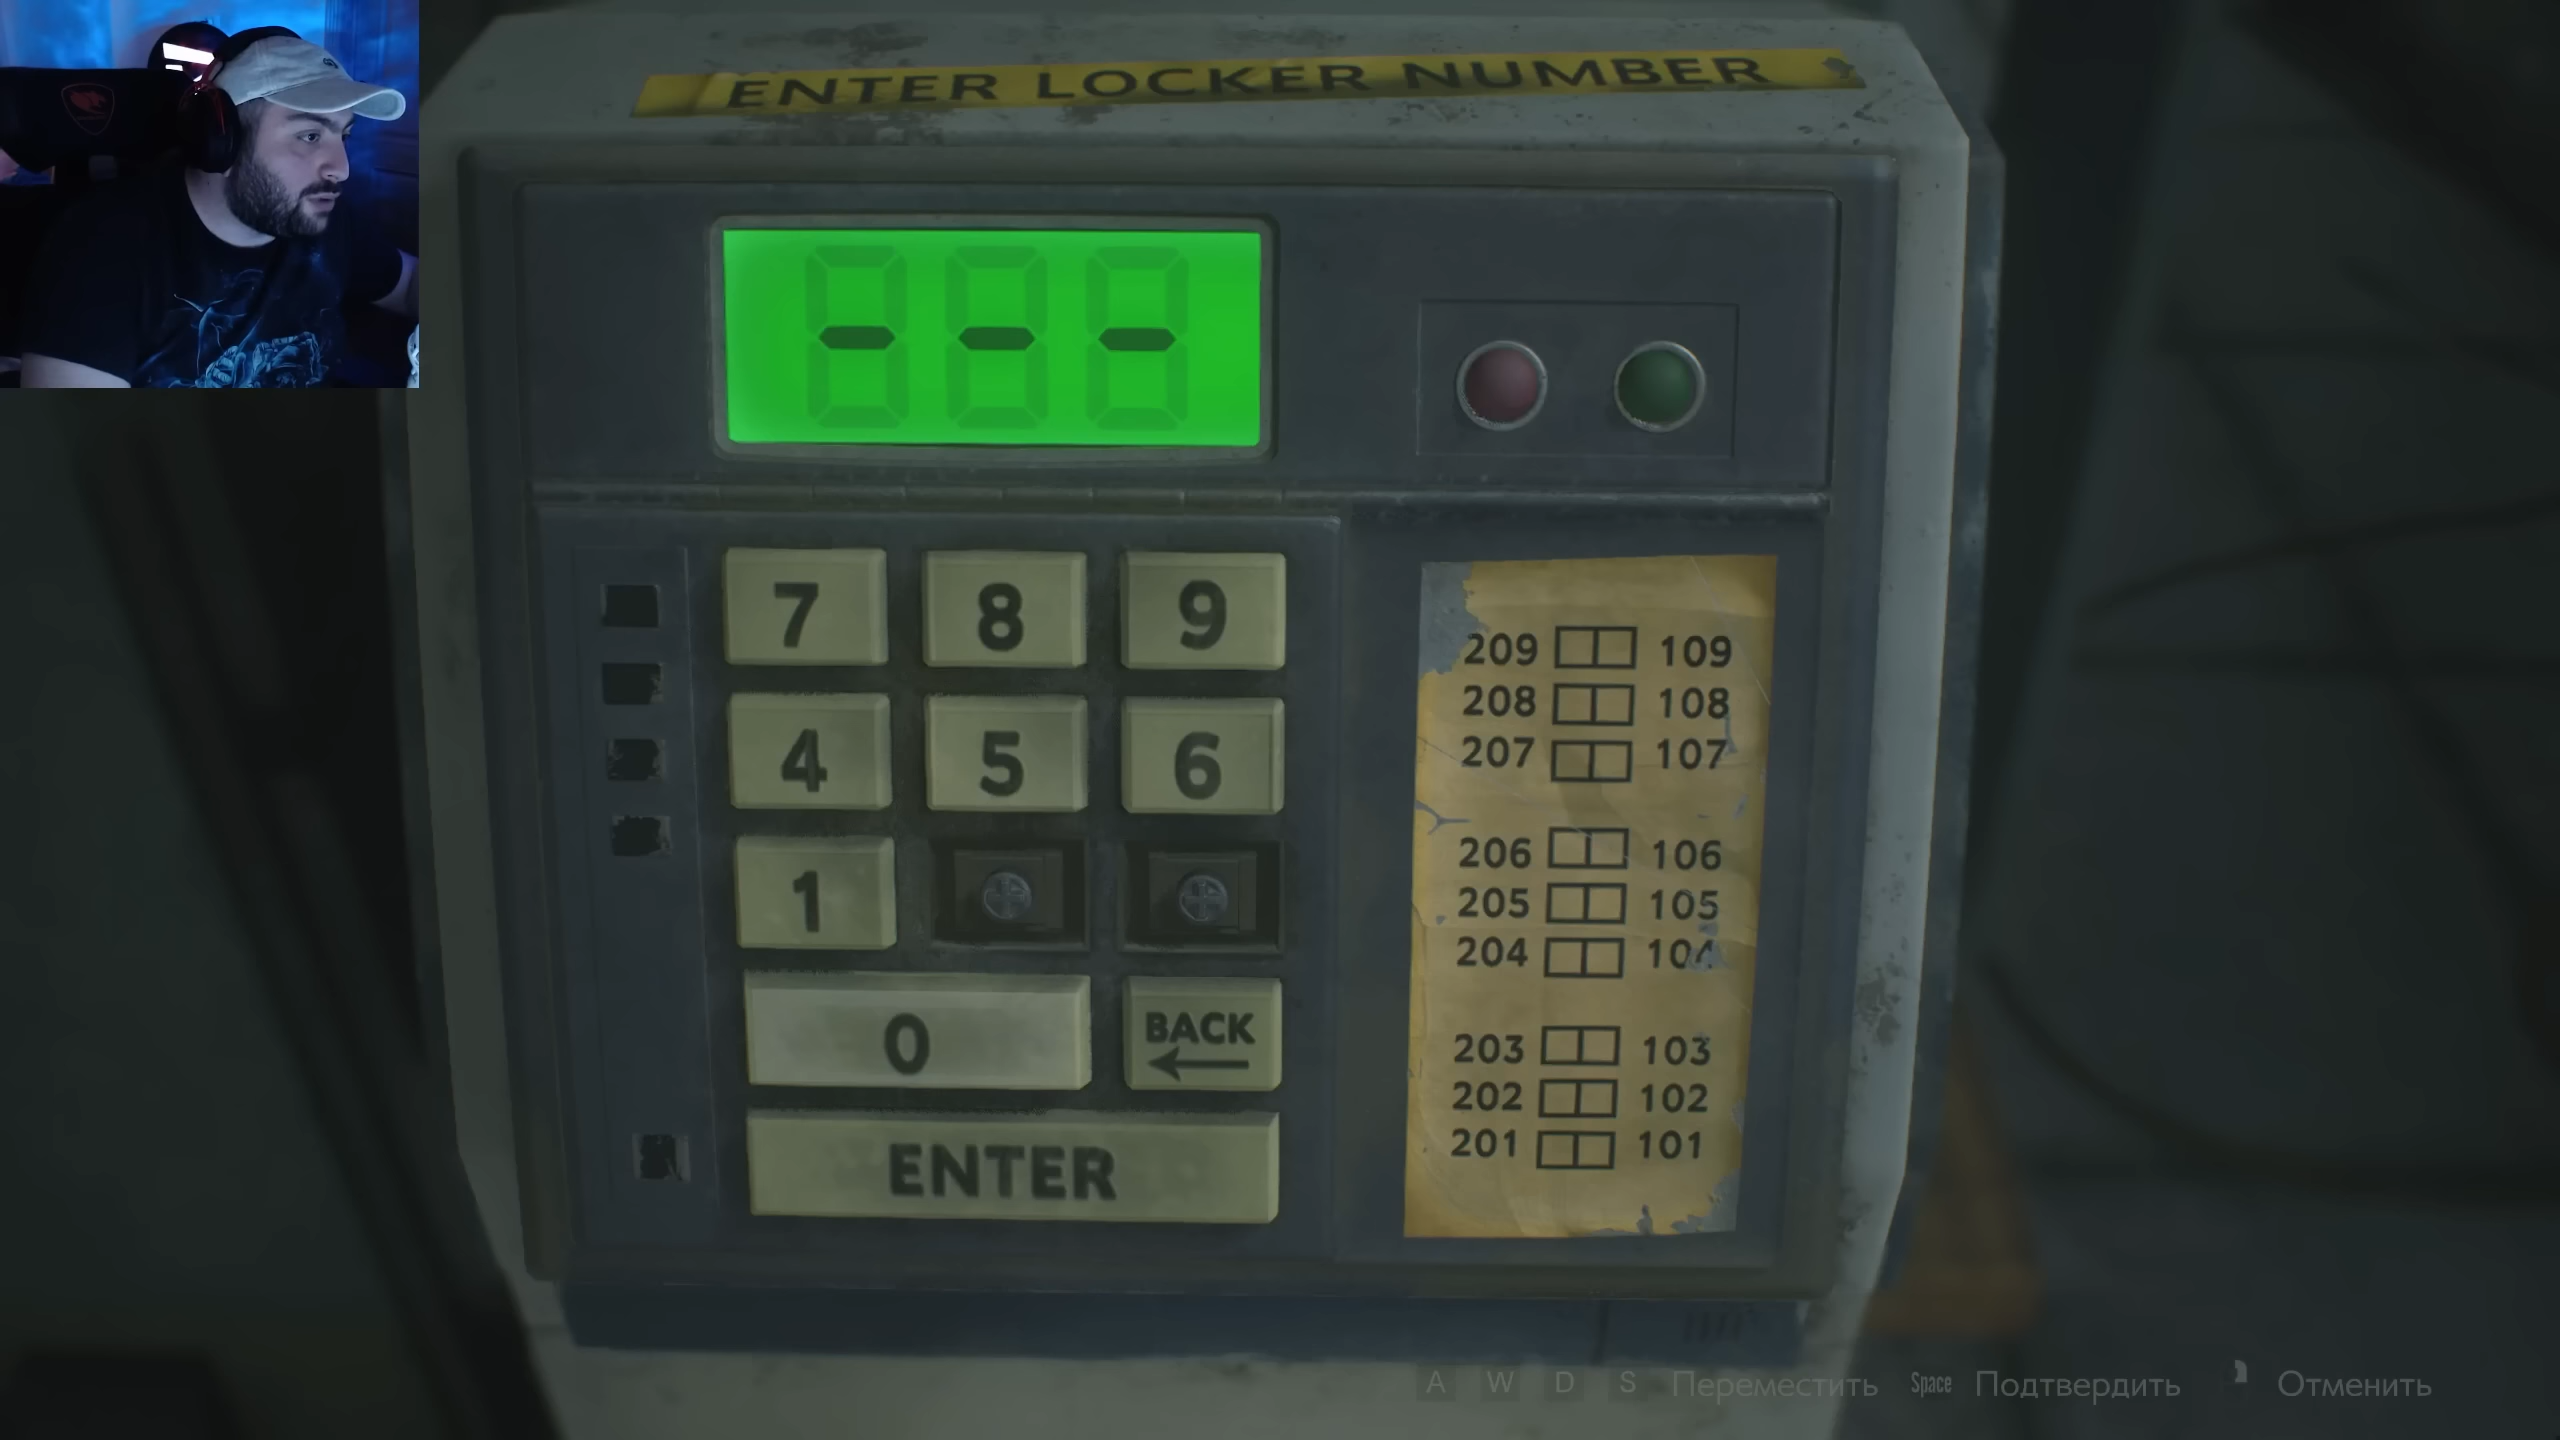 ENTER LOCKER NUMBER
7 8 9
4 5 6
1
0 BACK
ENTER
209 109
208 108
207 107
206 106
205 105
204 104
203 103
202 102
201 101
A W D S Переместить Space Подтвердить Отменить